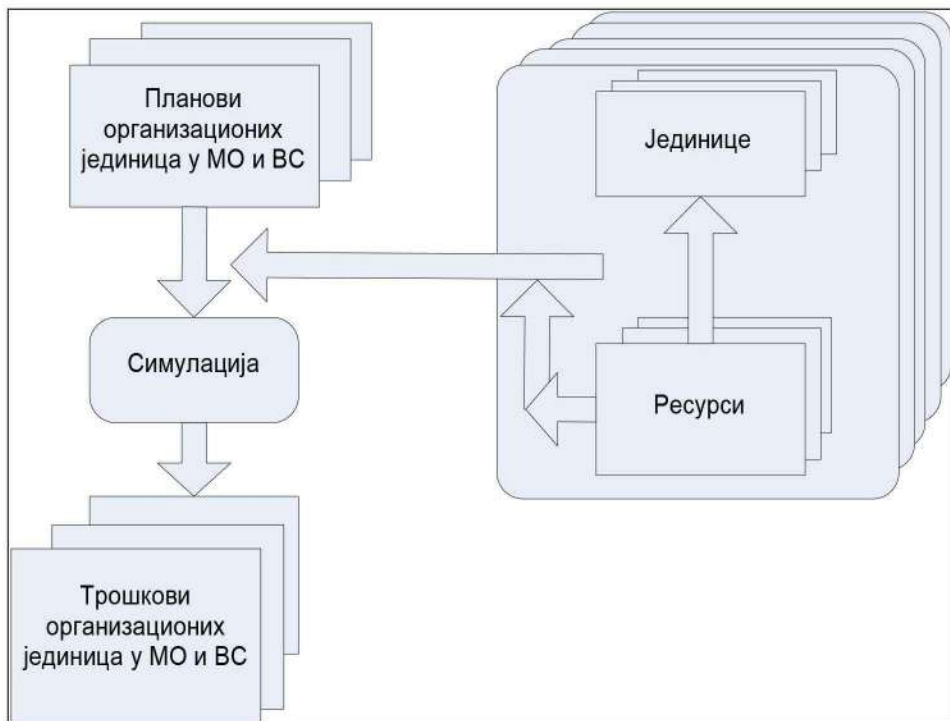 Планови
организационих
јединица у МО и ВС
Јединице
Симулација
Ресурси
Трошкови
организационих
јединица у МО и ВС